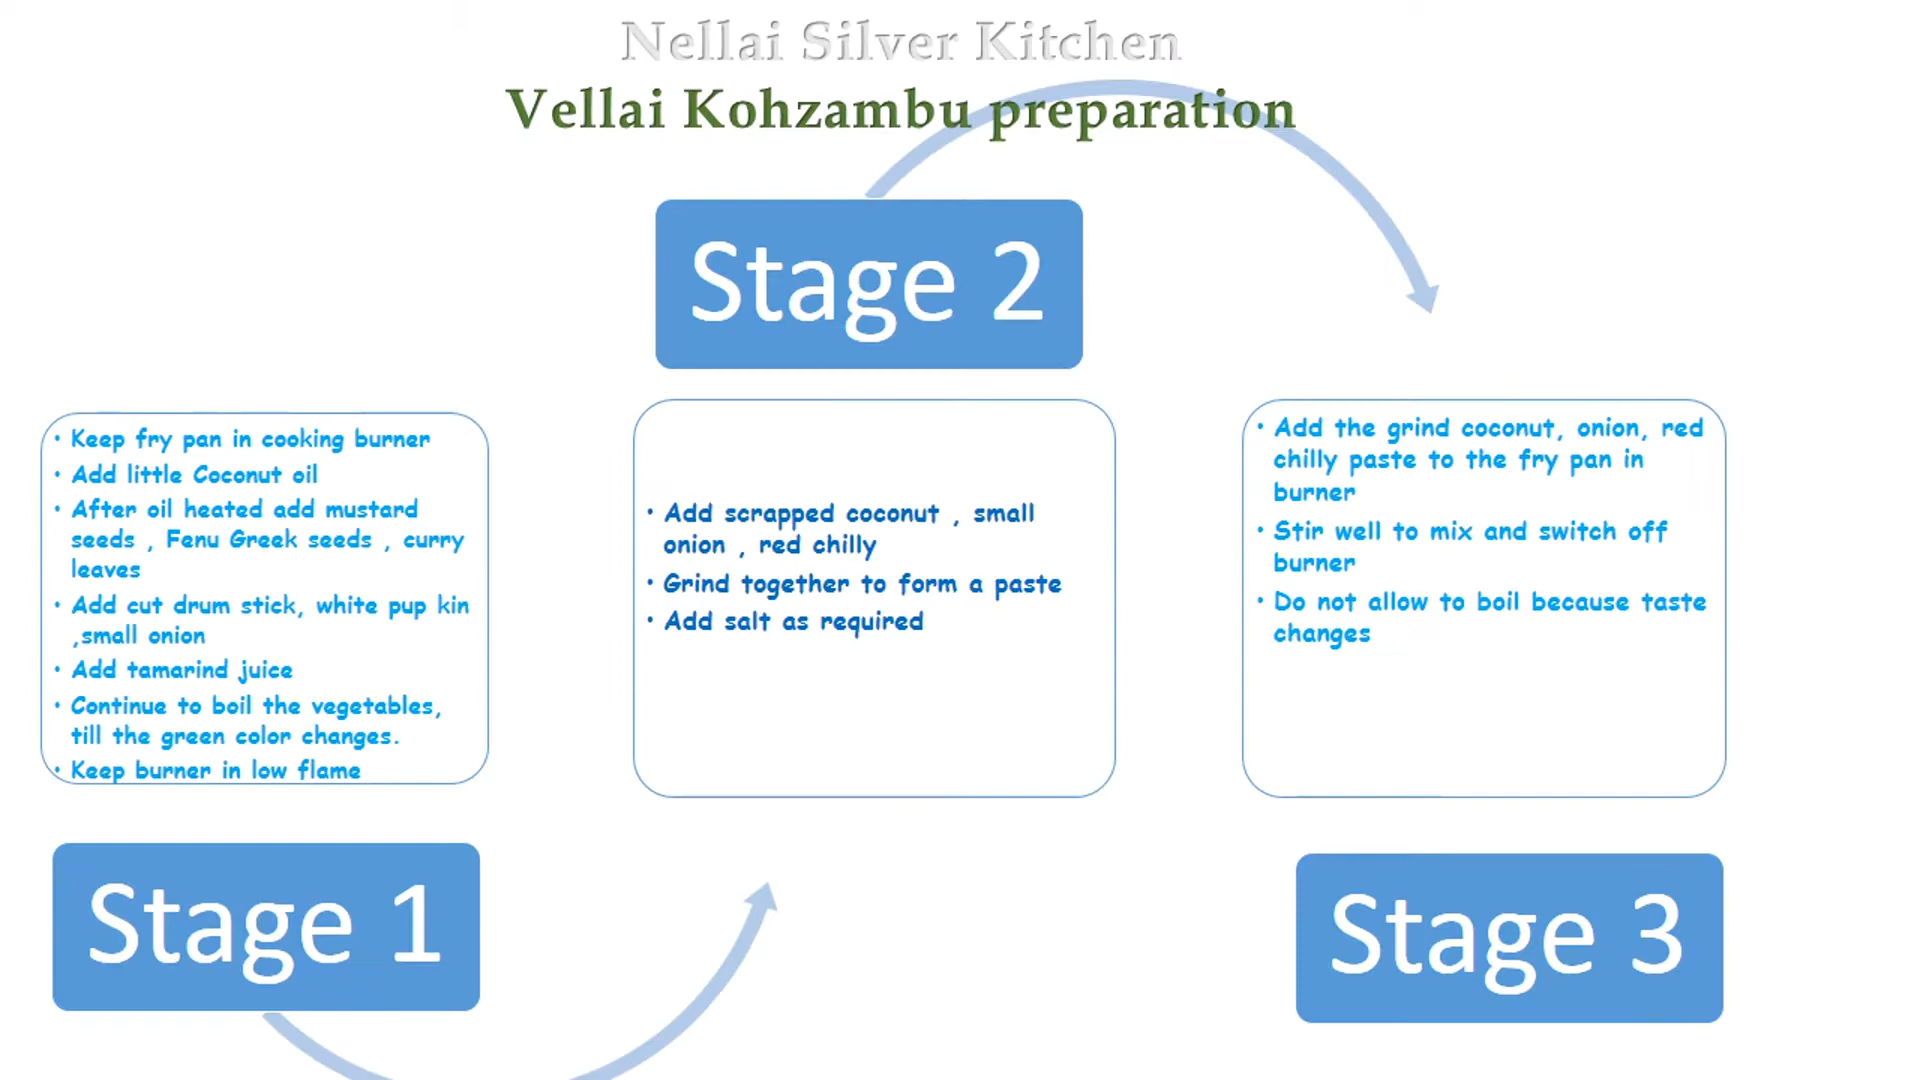 Nellai Silver Kitchen
Vellai Kohzambu preparation
• Keep fry pan in cooking burner
• Add little Coconut oil
• After oil heated add mustard
seeds , Fenu Greek seeds , curry
leaves
• Add cut drum stick, white pup kin
,small onion
• Add tamarind juice
• Continue to boil the vegetables,
till the green color changes.
• Keep burner in low flame
Stage 1
Stage 2
• Add scrapped coconut , small
onion , red chilly
• Grind together to form a paste
• Add salt as required
• Add the grind coconut, onion, red
chilly paste to the fry pan in
burner
• Stir well to mix and switch off
burner
• Do not allow to boil because taste
changes
Stage 3